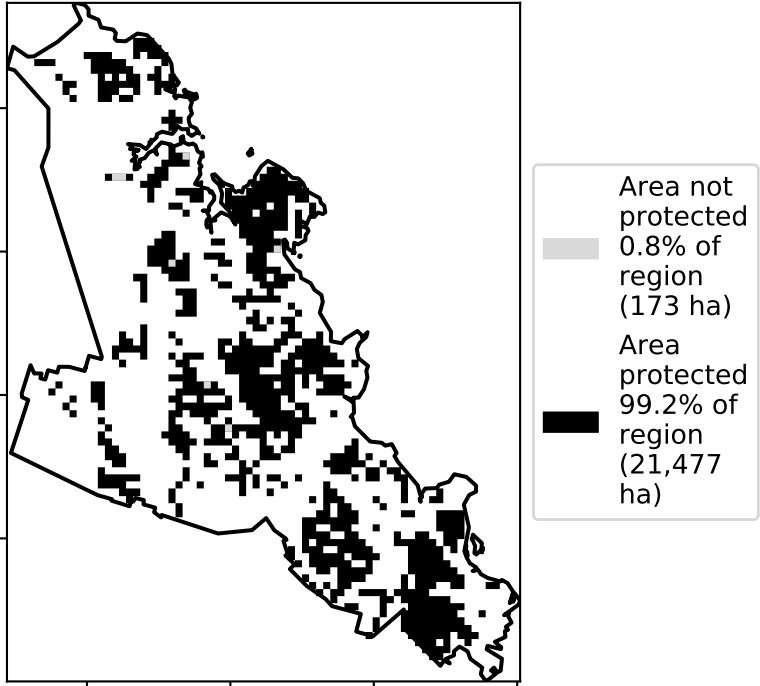 Area not
protected
0.8% of
region
(173 ha)
Area
protected
99.2% of
region
(21,477
ha)